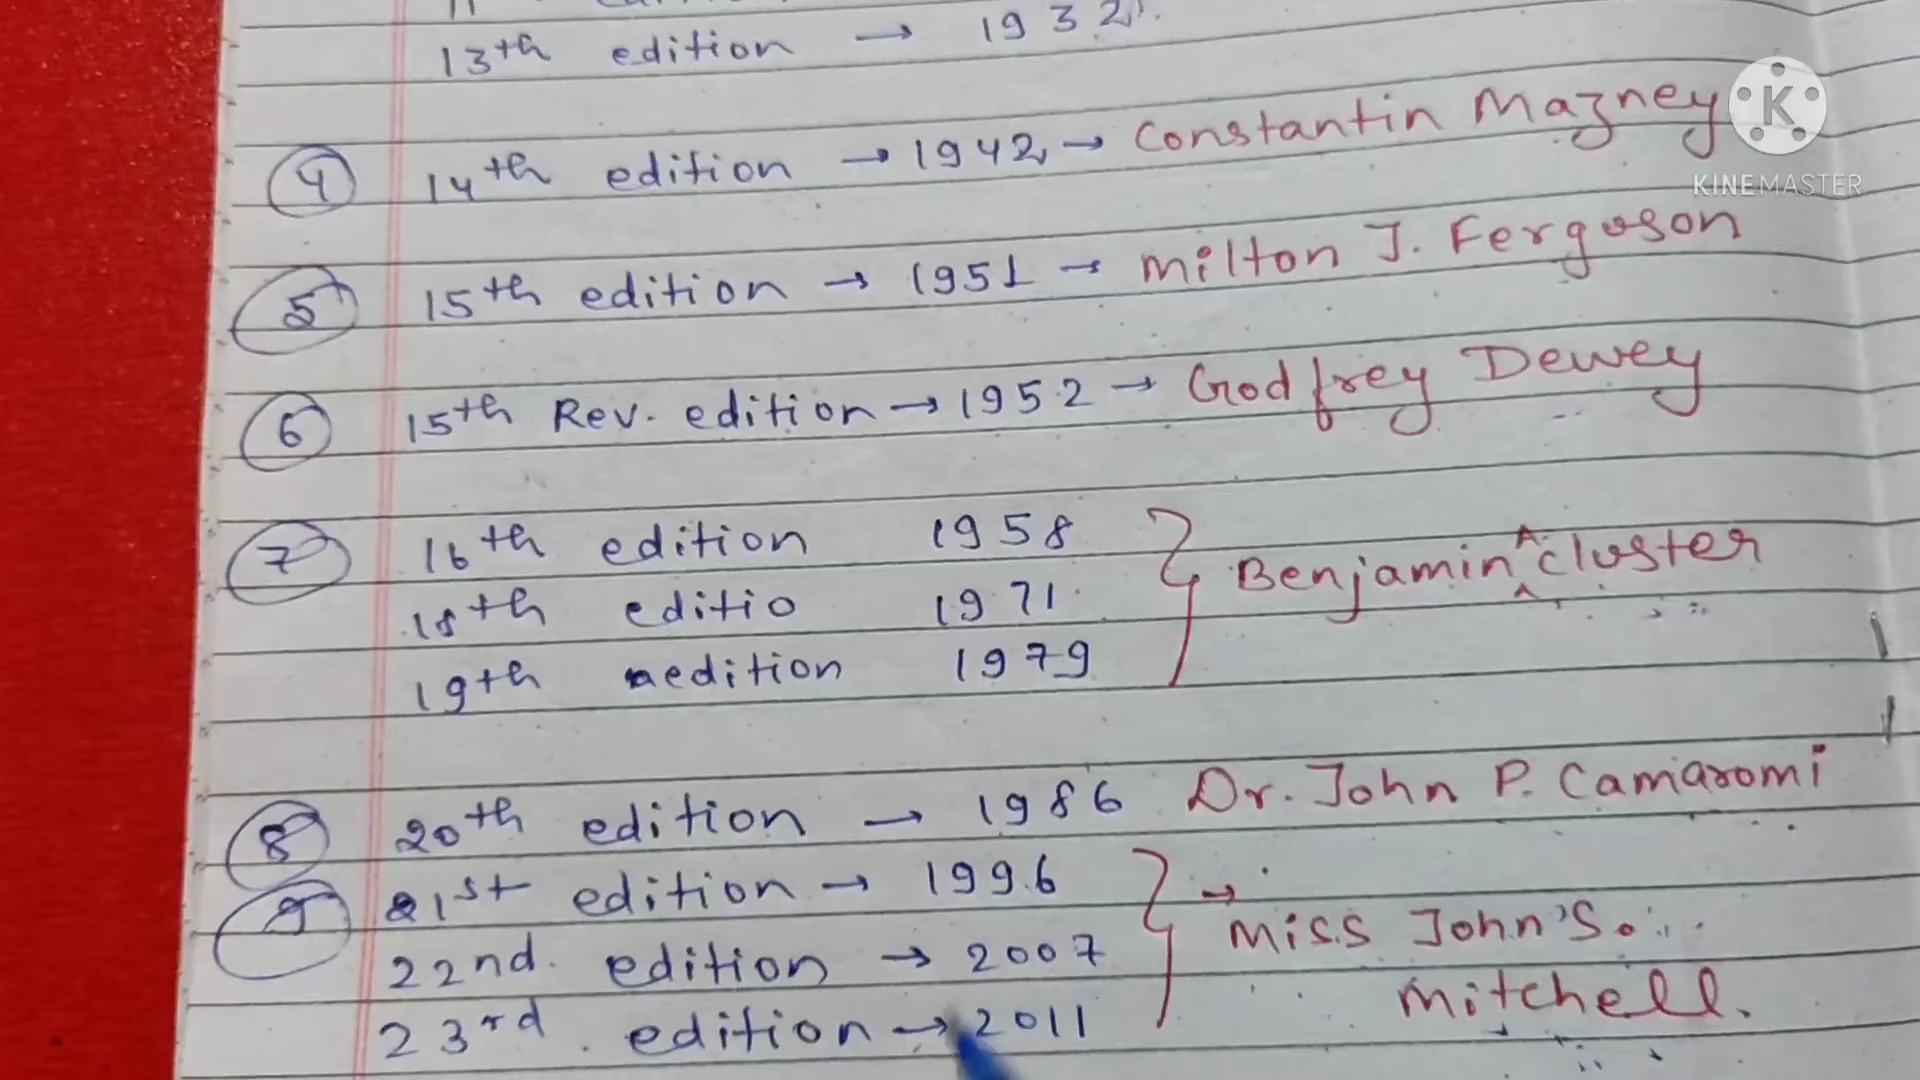 13th edition → 1932.
④ 14th edition → 1942 → Constantin Mazney
KINEMASTER
⑤ 15th edition → 1951 → Milton J. Ferguson
⑥ 15th Rev. edition → 1952 → Godfrey Dewey
⑦ 16th edition 1958
Benjamin A. Cluster
18th editio 1971
19th edition 1979
⑧ 20th edition → 1986 Dr. John P. Camaromi
⑨ 21st edition → 1996
→ Miss John's.
22nd. edition → 2007
Mitchell.
23rd edition → 2011